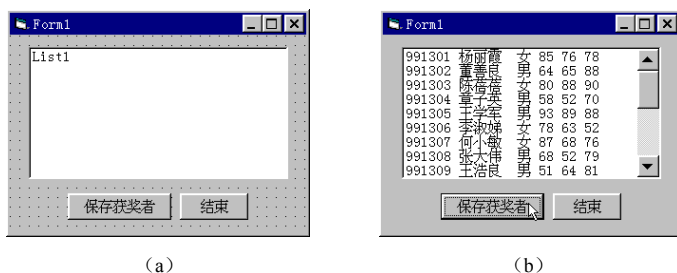 Form1
List1
保存获奖者 结束
(a)
Form1
991301 杨丽霞 女 85 76 78
991302 董善良 男 64 65 88
991303 陈蓓蓓 女 80 88 90
991304 章子英 男 58 52 70
991305 王学军 男 93 89 88
991306 李淑娣 女 78 63 52
991307 何小敏 女 87 68 76
991308 张大伟 男 68 52 79
991309 王浩良 男 51 64 81
保存获奖者 结束
(b)